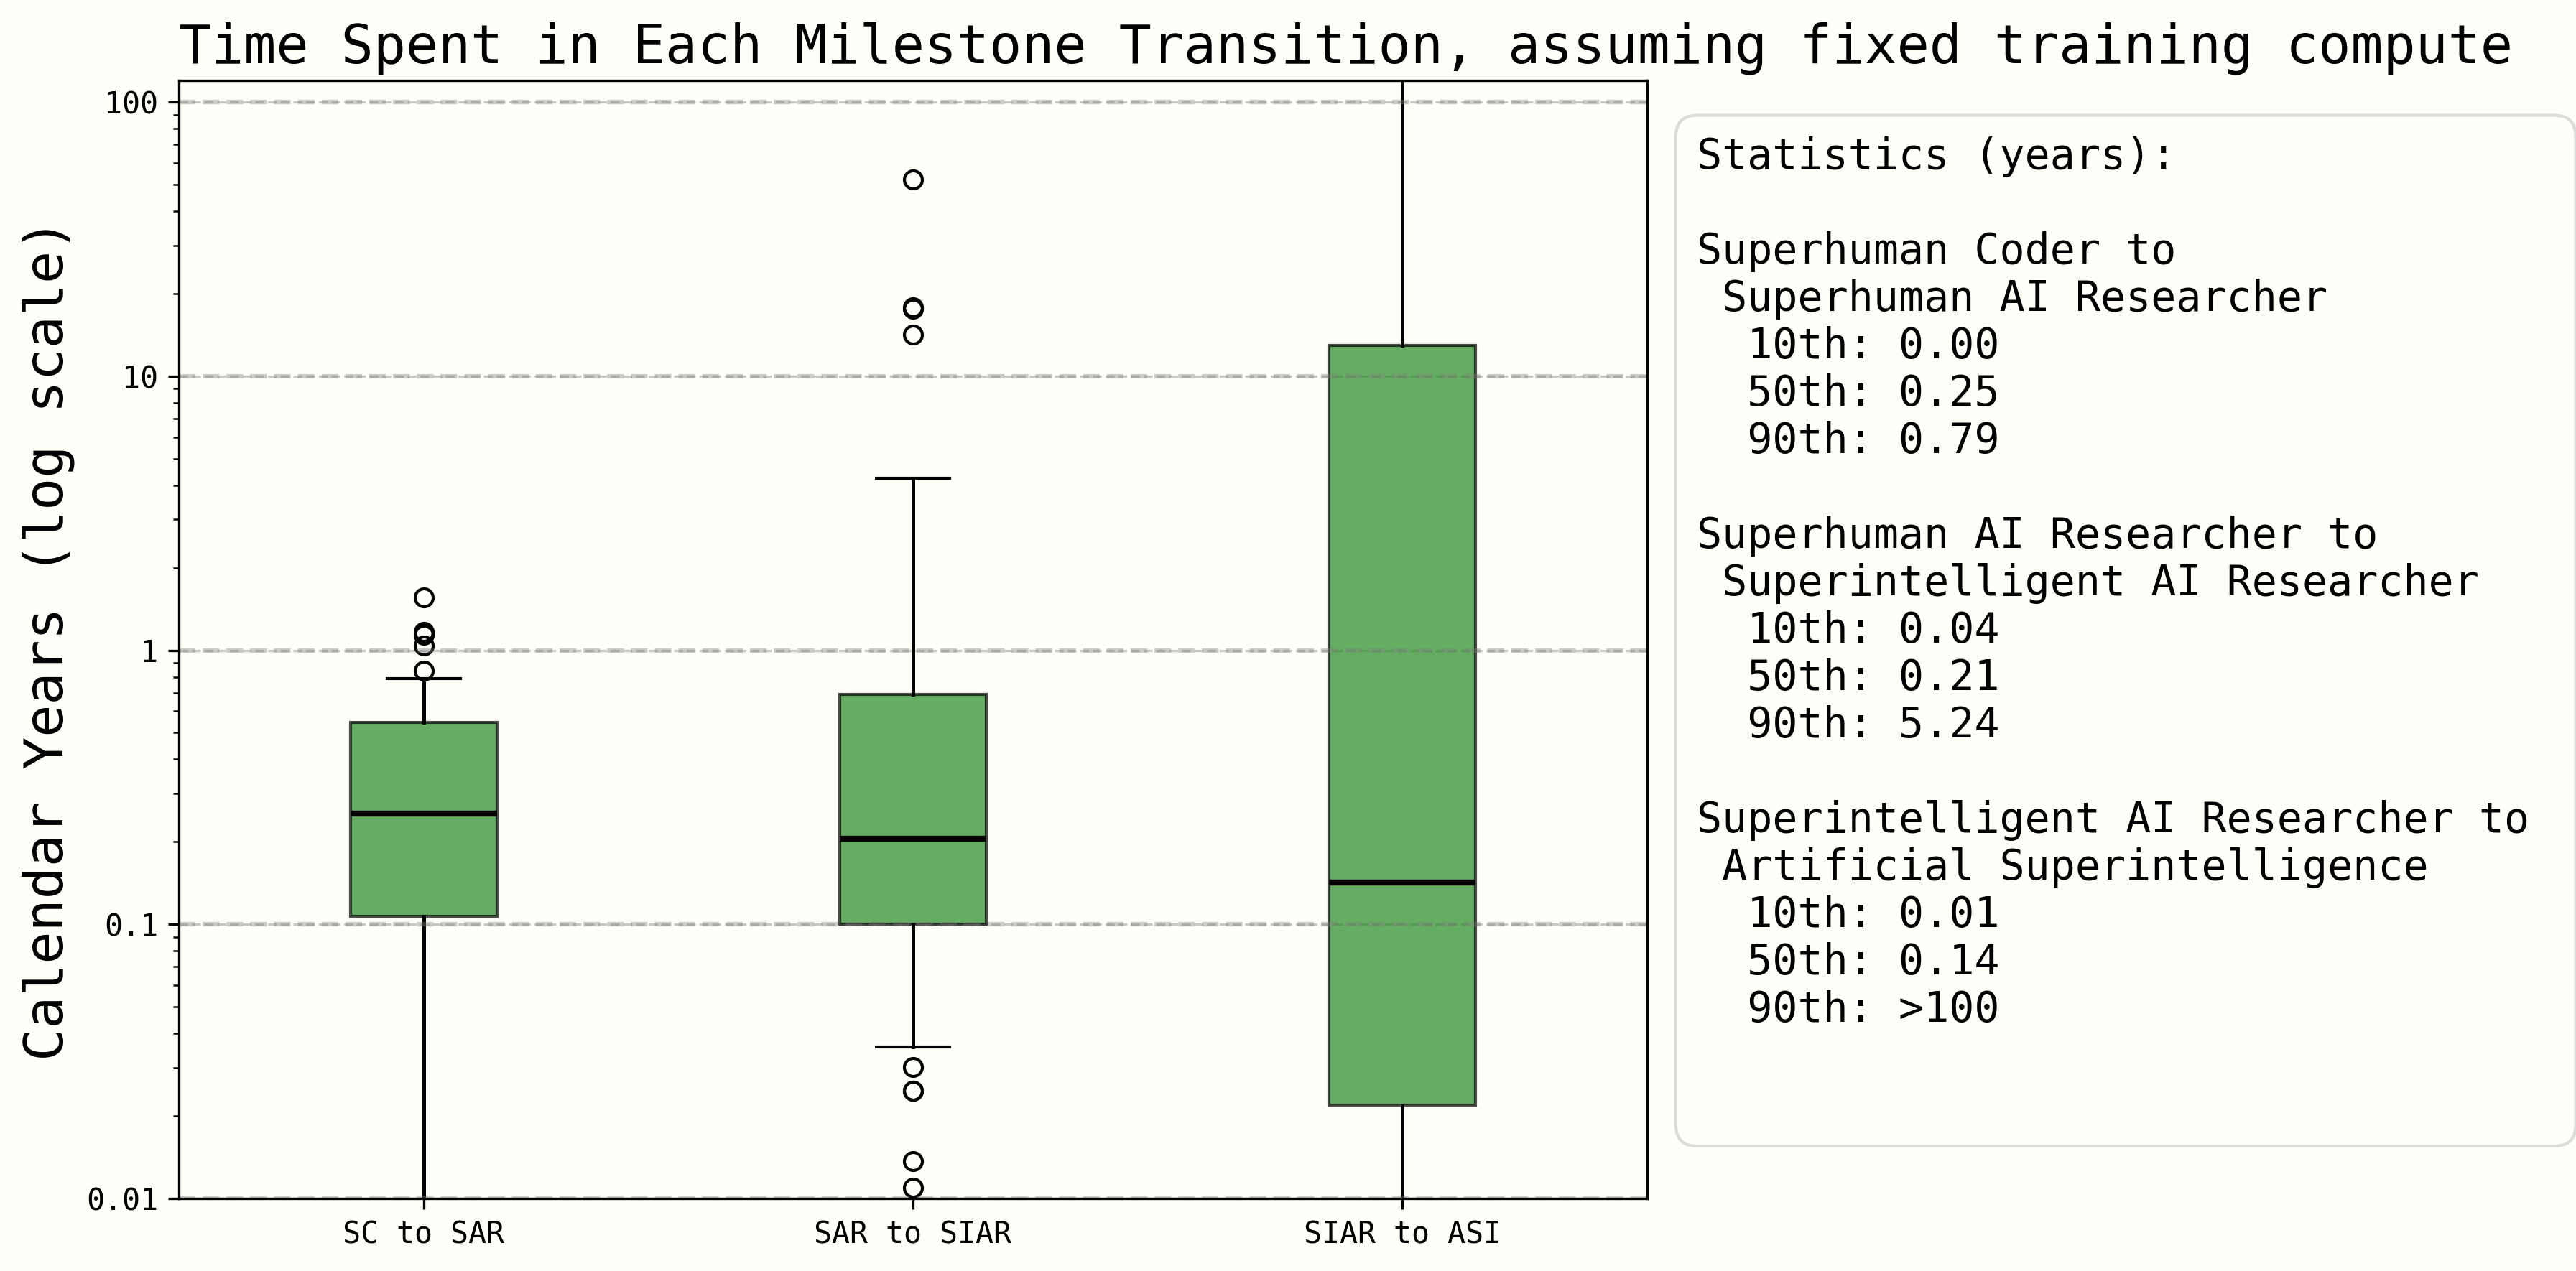 Time Spent in Each Milestone Transition, assuming fixed training compute
Calendar Years (log scale)
100
10
1
0.1
0.01
SC to SAR
SAR to SIAR
SIAR to ASI
Statistics (years):
Superhuman Coder to
Superhuman AI Researcher
10th: 0.00
50th: 0.25
90th: 0.79
Superhuman AI Researcher to
Superintelligent AI Researcher
10th: 0.04
50th: 0.21
90th: 5.24
Superintelligent AI Researcher to
Artificial Superintelligence
10th: 0.01
50th: 0.14
90th: >100